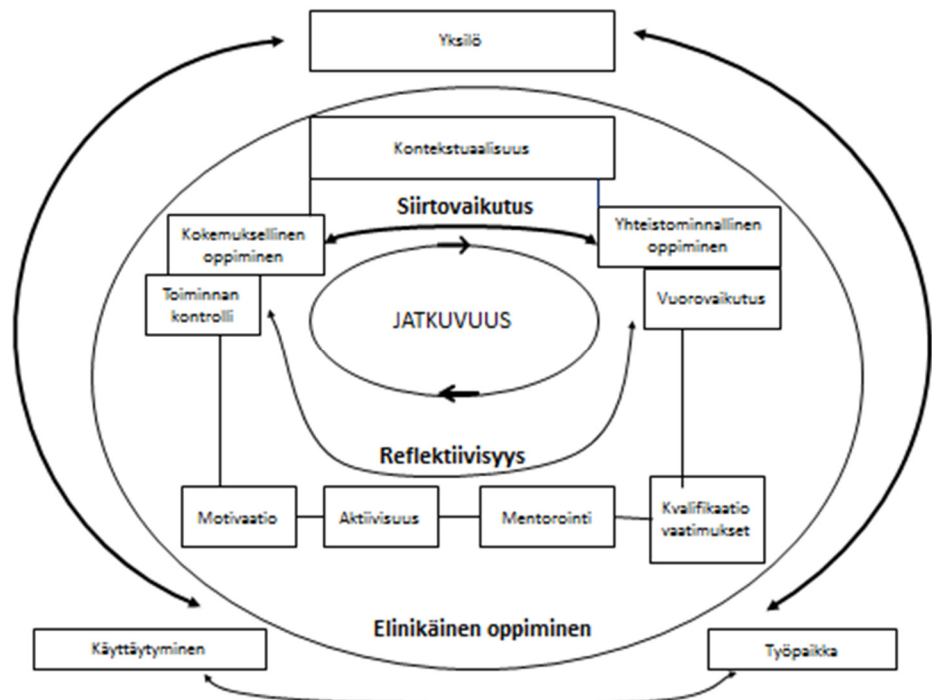 Yksilö
Kontekstuaalisuus
Siirtovaikutus
Kokemuksellinen
oppiminen
Yhteistominnallinen
oppiminen
Toiminnan
kontrolli
Vuorovaikutus
JATKUVUUS
Reflektiivisyys
Motivaatio
Aktiivisuus
Mentorointi
Kvalifikaatio
vaatimukset
Elinikäinen oppiminen
Käyttäytyminen
Työpaikka